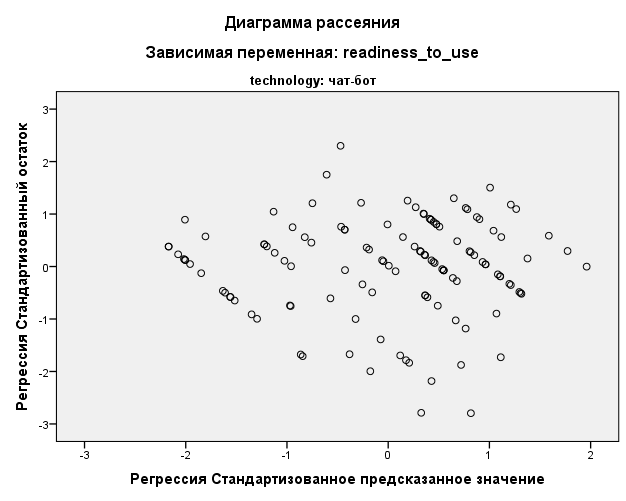 Диаграмма рассеяния
Зависимая переменная: readiness_to_use
technology: чат-бот
Регрессия Стандартизованный остаток
3
2
1
0
-1
-2
-3
-3
-2
-1
0
1
2
Регрессия Стандартизованное предсказанное значение